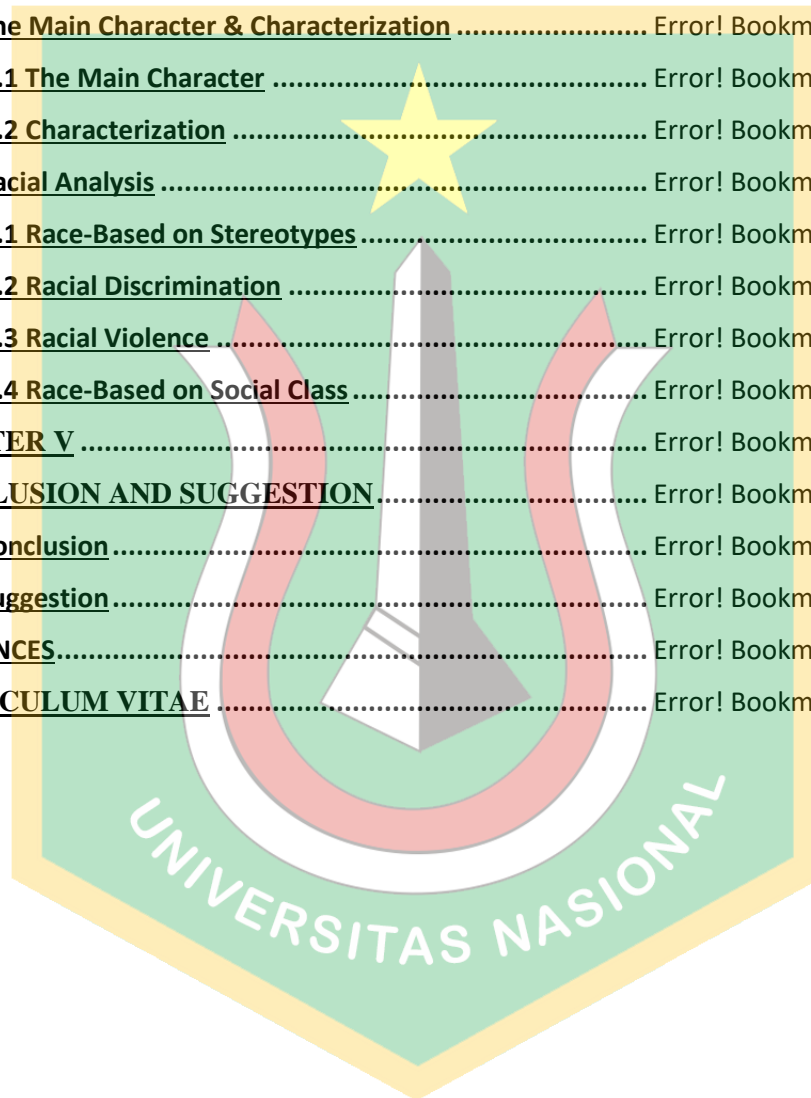 ne Main Character & Characterization ........................ Error! Bookm
.1 The Main Character ................................................ Error! Bookm
.2 Characterization ..................................................... Error! Bookm
acial Analysis .............................................................. Error! Bookm
.1 Race-Based on Stereotypes .................................... Error! Bookm
.2 Racial Discrimination .............................................. Error! Bookm
.3 Racial Violence ....................................................... Error! Bookm
.4 Race-Based on Social Class ..................................... Error! Bookm
TER V ......................................................................... Error! Bookm
LUSION AND SUGGESTION .................................. Error! Bookm
onclusion .................................................................... Error! Bookm
uggestion .................................................................... Error! Bookm
NCES ........................................................................... Error! Bookm
CULUM VITAE ....................................................... Error! Bookm
UNIVERSITAS NASIONAL